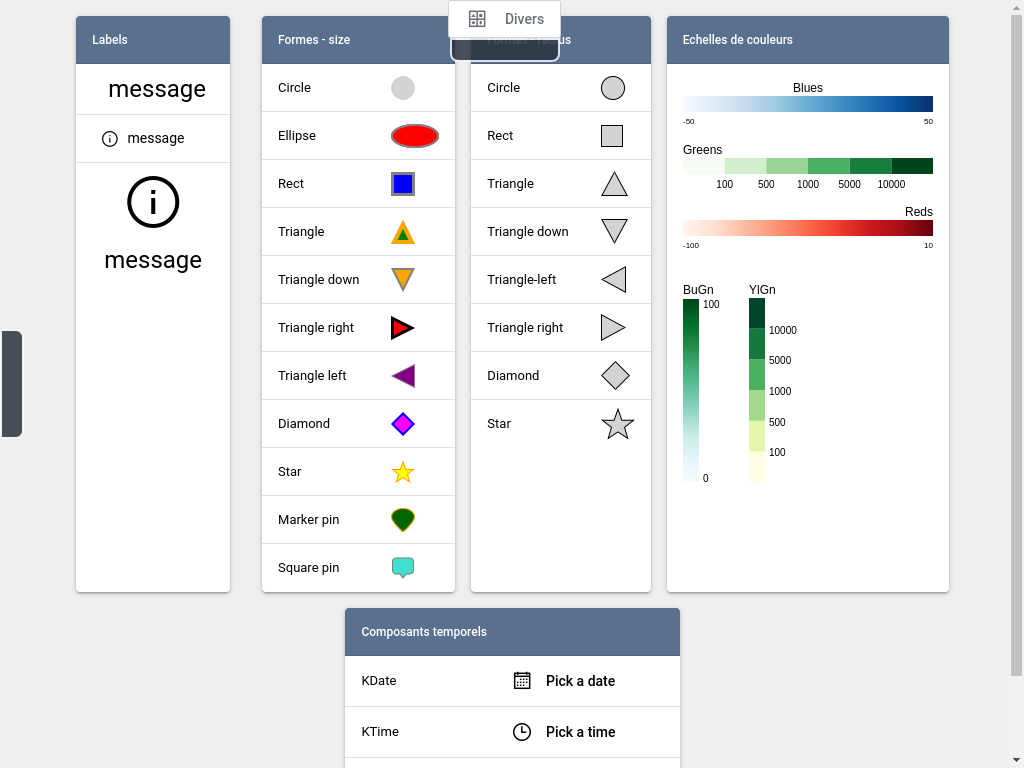 Divers
Labels
message
message
message
Formes - size
Circle
Ellipse
Rect
Triangle
Triangle down
Triangle right
Triangle left
Diamond
Star
Marker pin
Square pin
Circle
Rect
Triangle
Triangle down
Triangle-left
Triangle right
Diamond
Star
Echelles de couleurs
Blues
-50 50
Greens
100 500 1000 5000 10000
Reds
-100 10
BuGn
100
0
YlGn
10000
5000
1000
500
100
Composants temporels
KDate Pick a date
KTime Pick a time